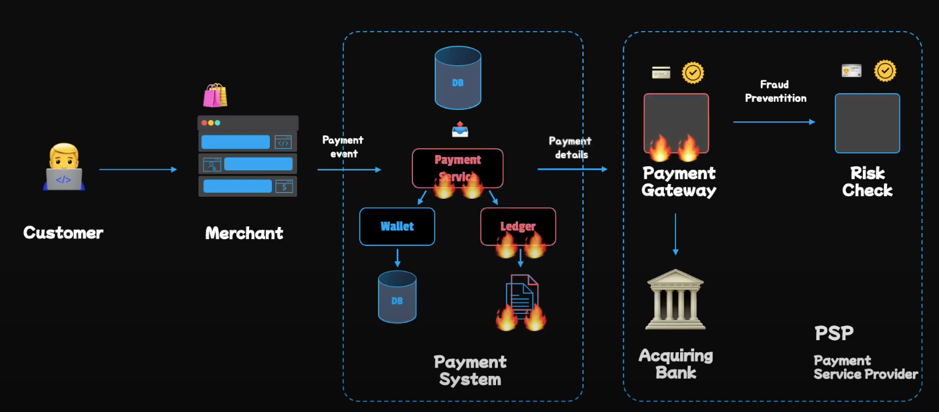 Customer
Merchant
Payment
event
DB
Payment
Service
Wallet
Ledger
DB
Payment
System
Payment
details
Payment
Gateway
Fraud
Preventition
Risk
Check
Acquiring
Bank
PSP
Payment
Service Provider